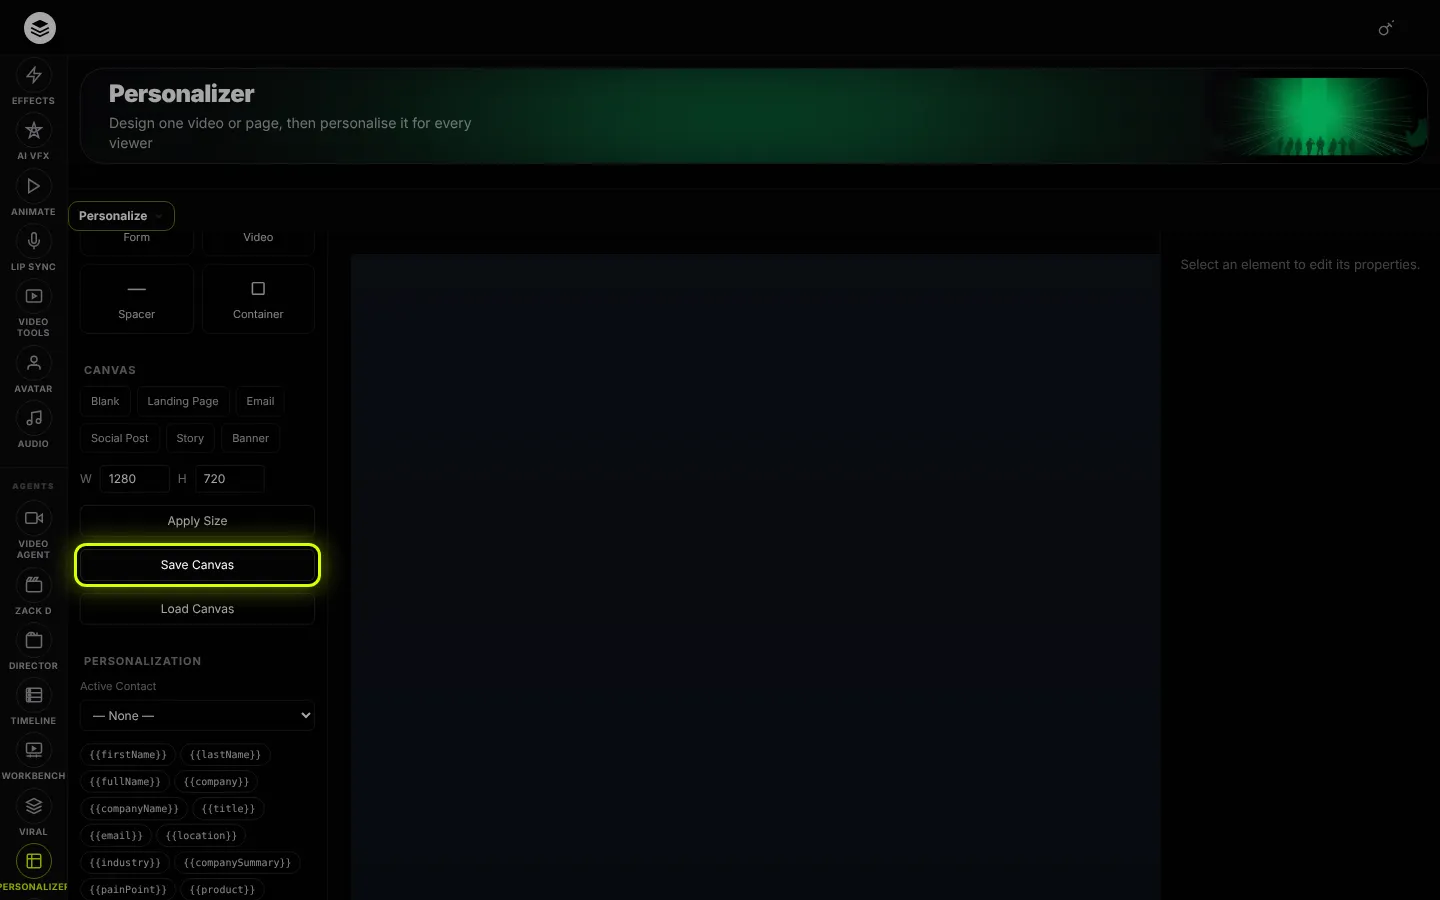 Personalizer
Design one video or page, then personalise it for every
viewer
EFFECTS
AI VFX
ANIMATE
LIP SYNC
VIDEO
TOOLS
AVATAR
AUDIO
AGENTS
VIDEO
AGENT
ZACK D
DIRECTOR
TIMELINE
WORKBENCH
VIRAL
PERSONALIZER
Personalize
Form Video
Spacer Container
CANVAS
Blank Landing Page Email
Social Post Story Banner
W 1280 H 720
Apply Size
Save Canvas
Load Canvas
PERSONALIZATION
Active Contact
— None —
{{firstName}} {{lastName}}
{{fullName}} {{company}}
{{companyName}} {{title}}
{{email}} {{location}}
{{industry}} {{companySummary}}
{{painPoint}} {{product}}
Select an element to edit its properties.